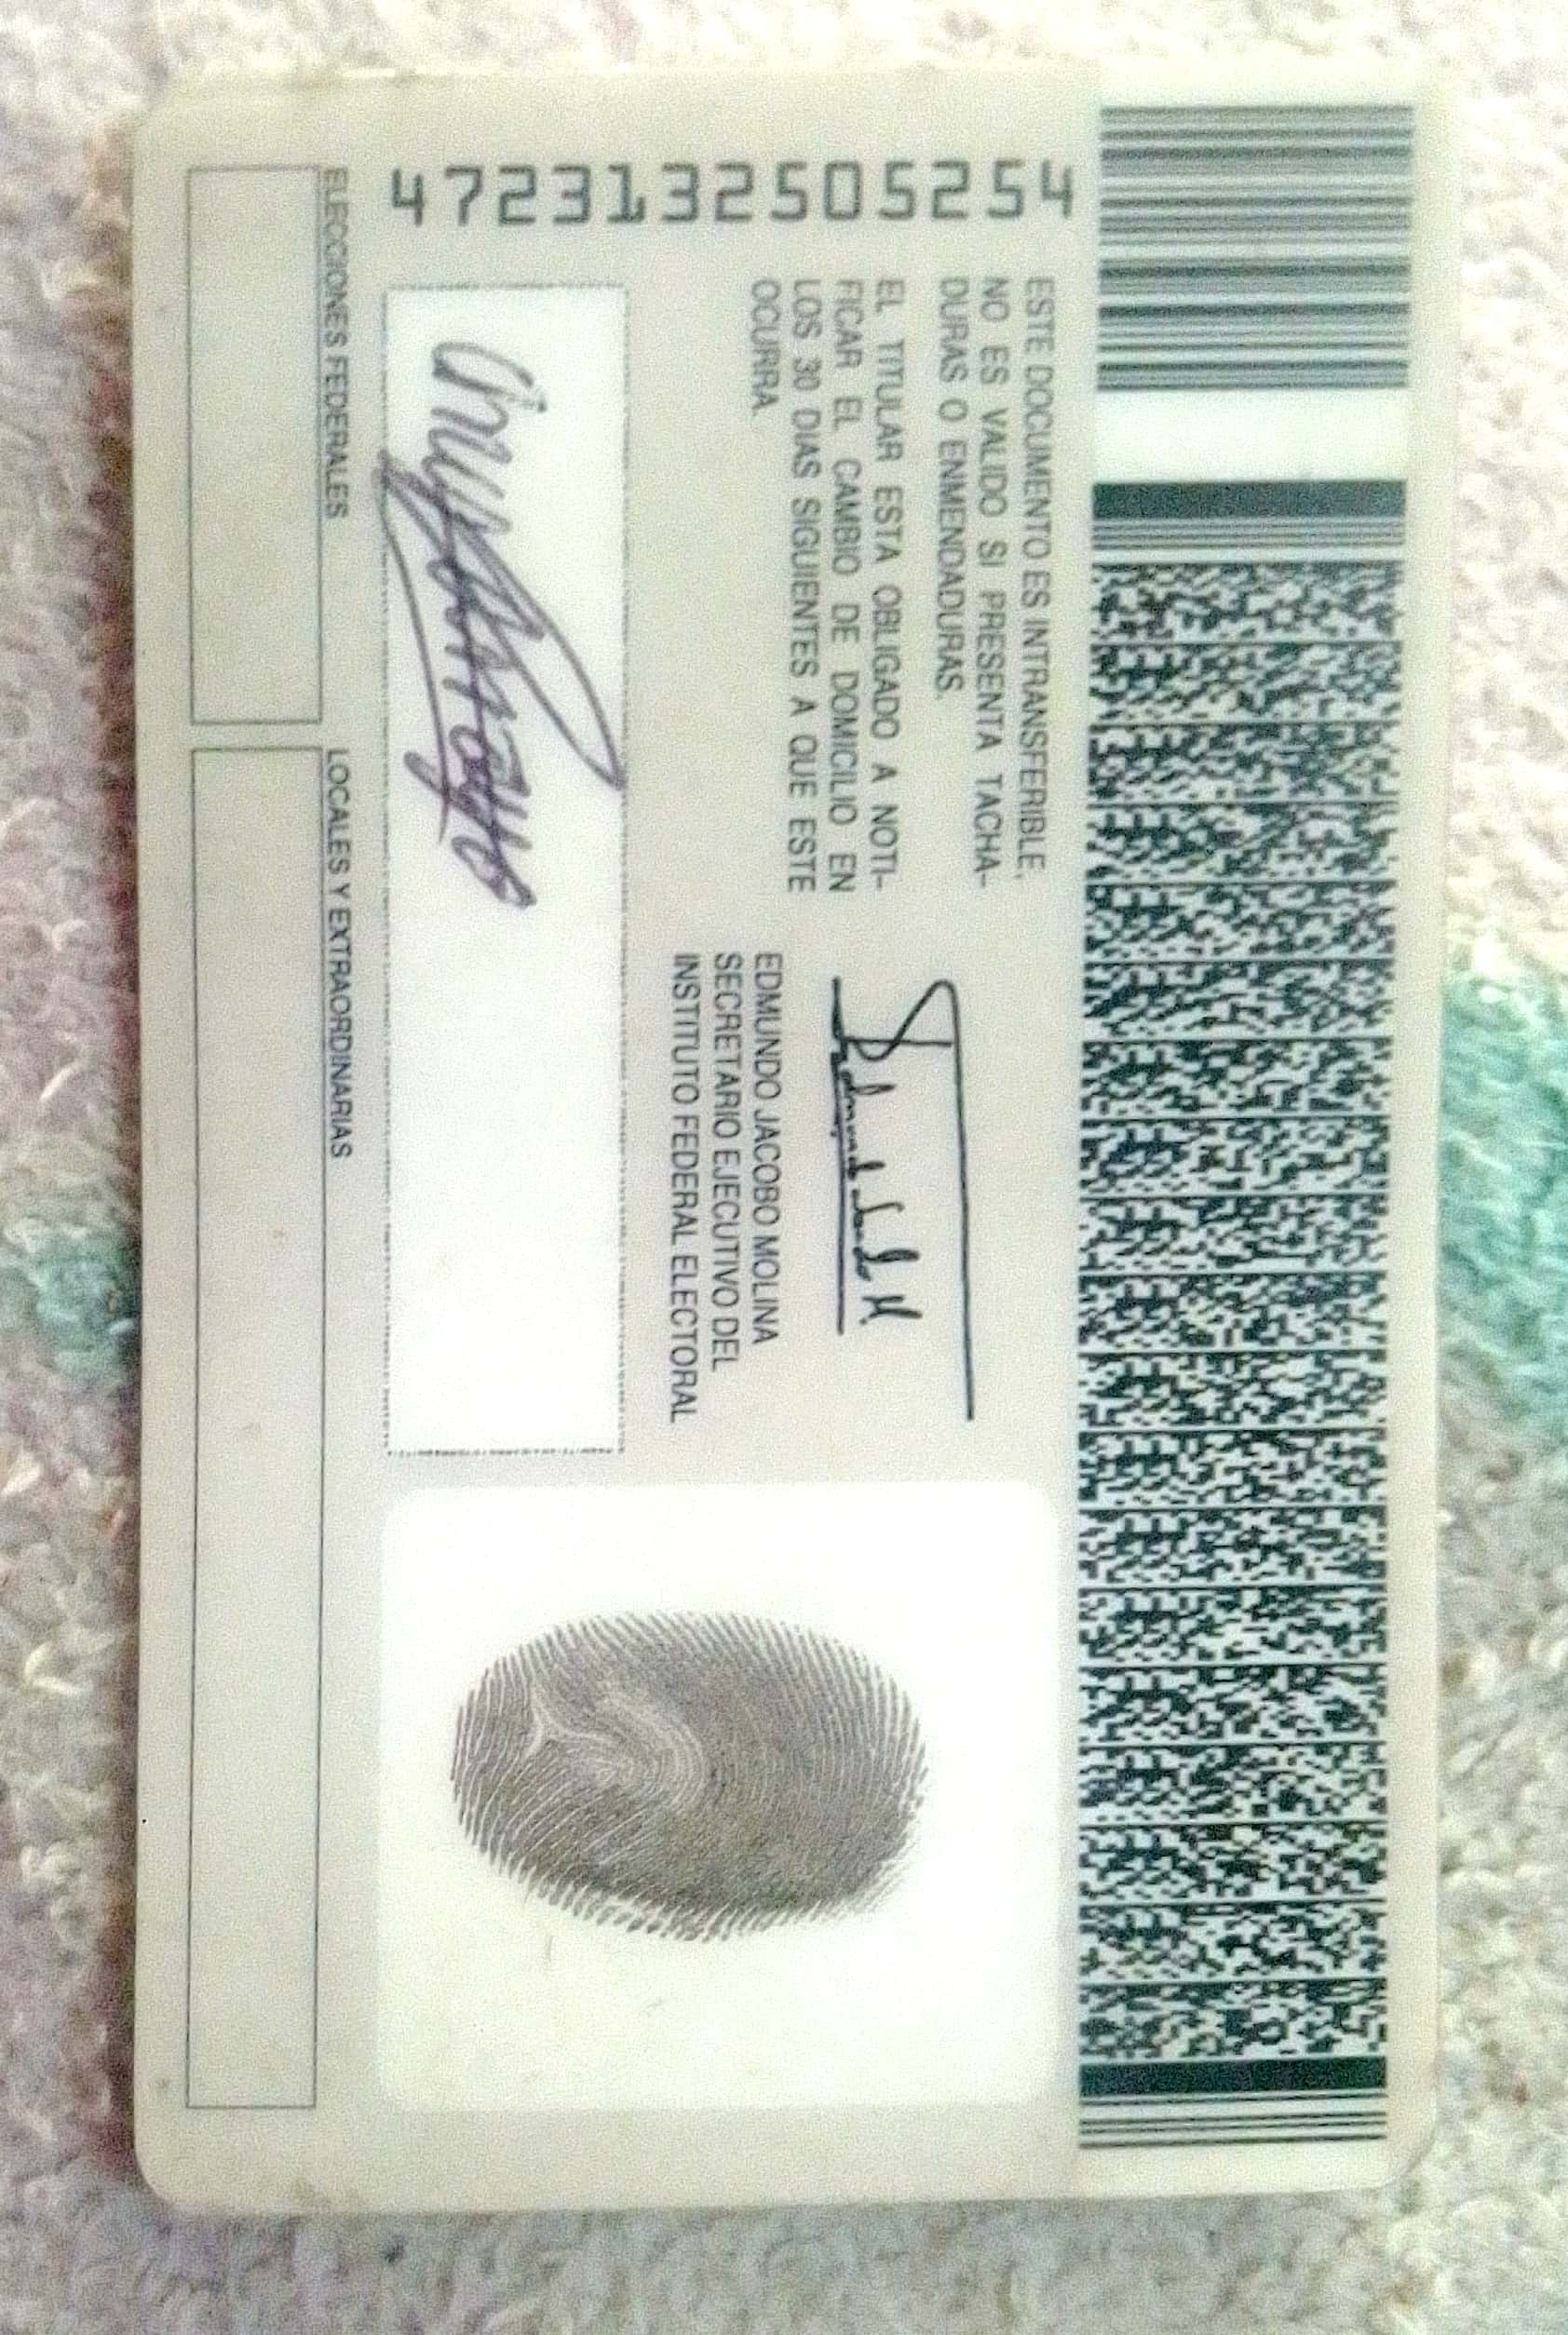 4723132505254
ESTE DOCUMENTO ES INTRANSFERIBLE,
NO ES VALIDO SI PRESENTA TACHA-
DURAS O ENMENDADURAS.
EL TITULAR ESTA OBLIGADO A NOTI-
FICAR EL CAMBIO DE DOMICILIO EN
LOS 30 DIAS SIGUIENTES A QUE ESTE
OCURRA.
EDMUNDO JACOBO MOLINA
SECRETARIO EJECUTIVO DEL
INSTITUTO FEDERAL ELECTORAL
ELECCIONES FEDERALES
LOCALES Y EXTRAORDINARIAS